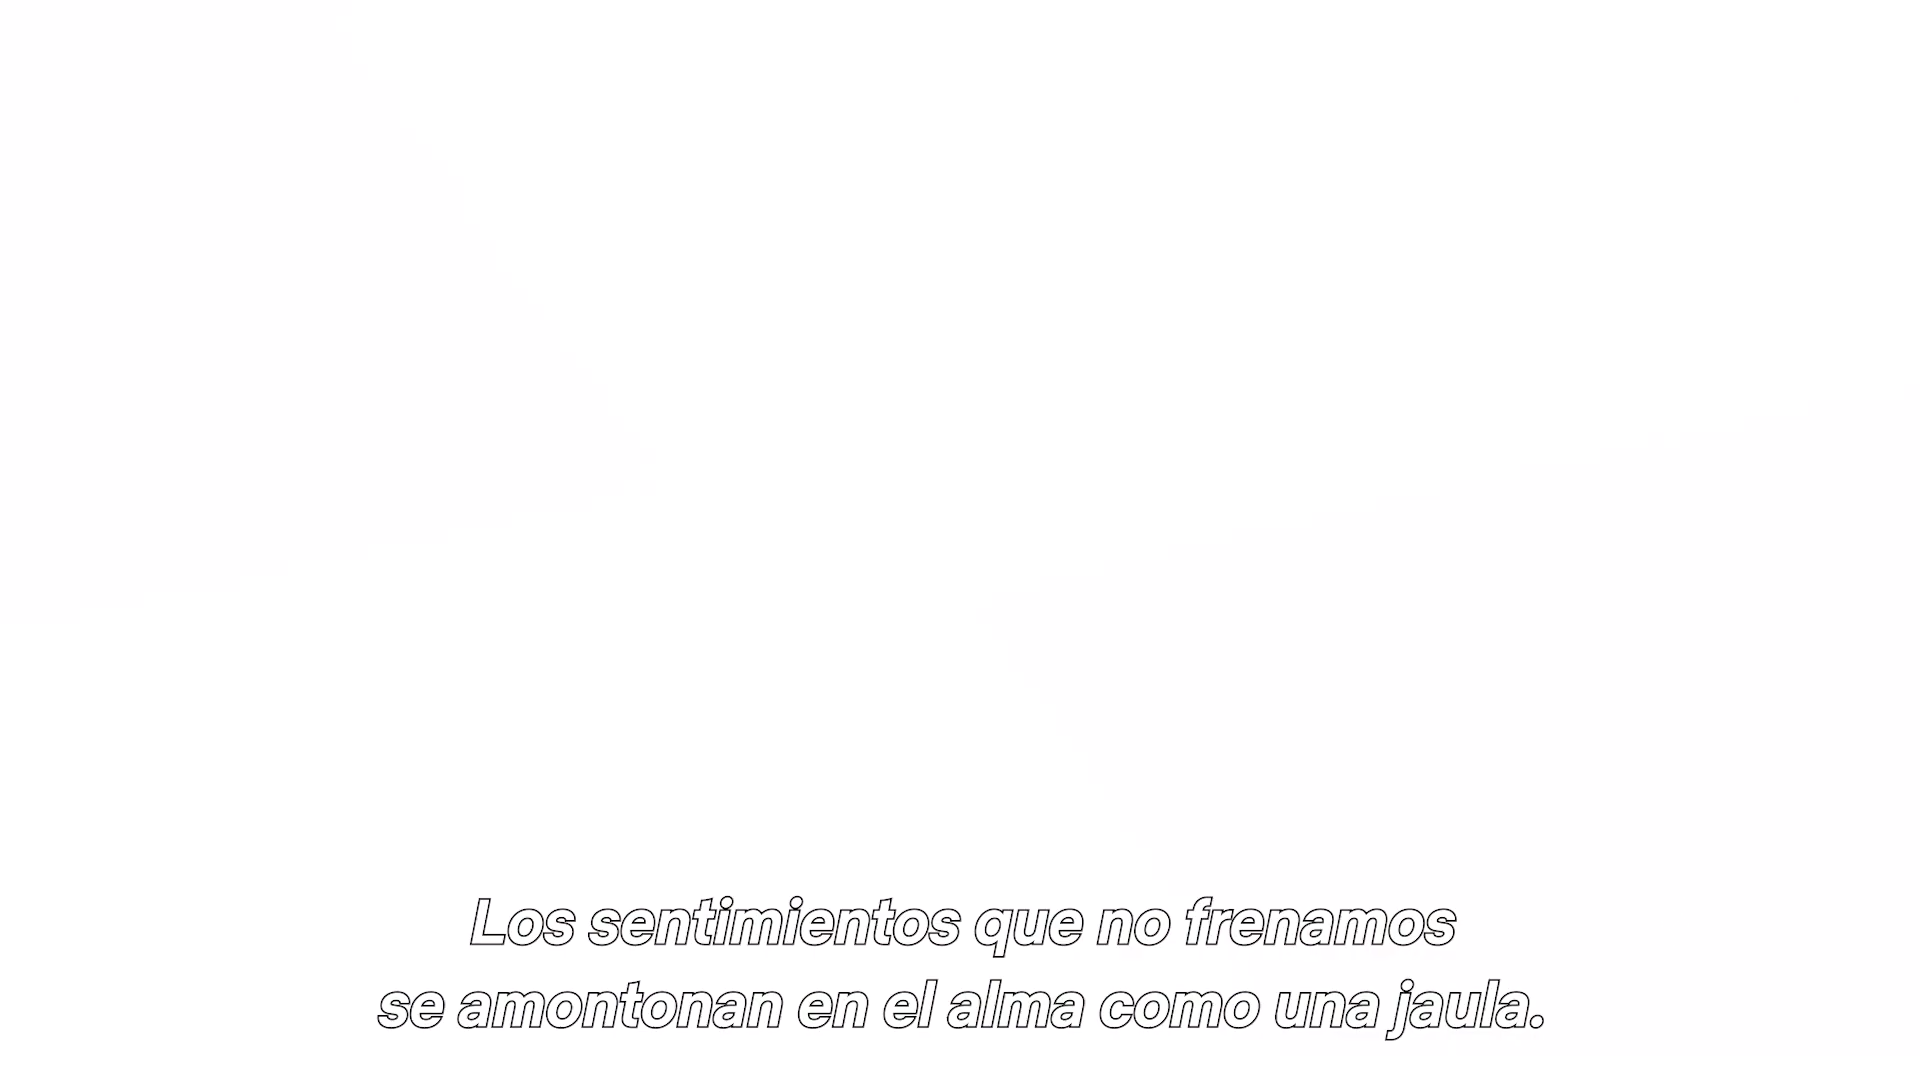 Los sentimientos que no frenamos
se amontonan en el alma como una jaula.